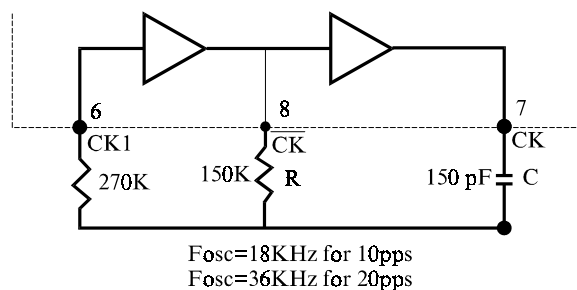 6
8
7
CK1
CK
CK
270K
150K
R
150 pF
C
Fosc=18KHz for 10pps
Fosc=36KHz for 20pps